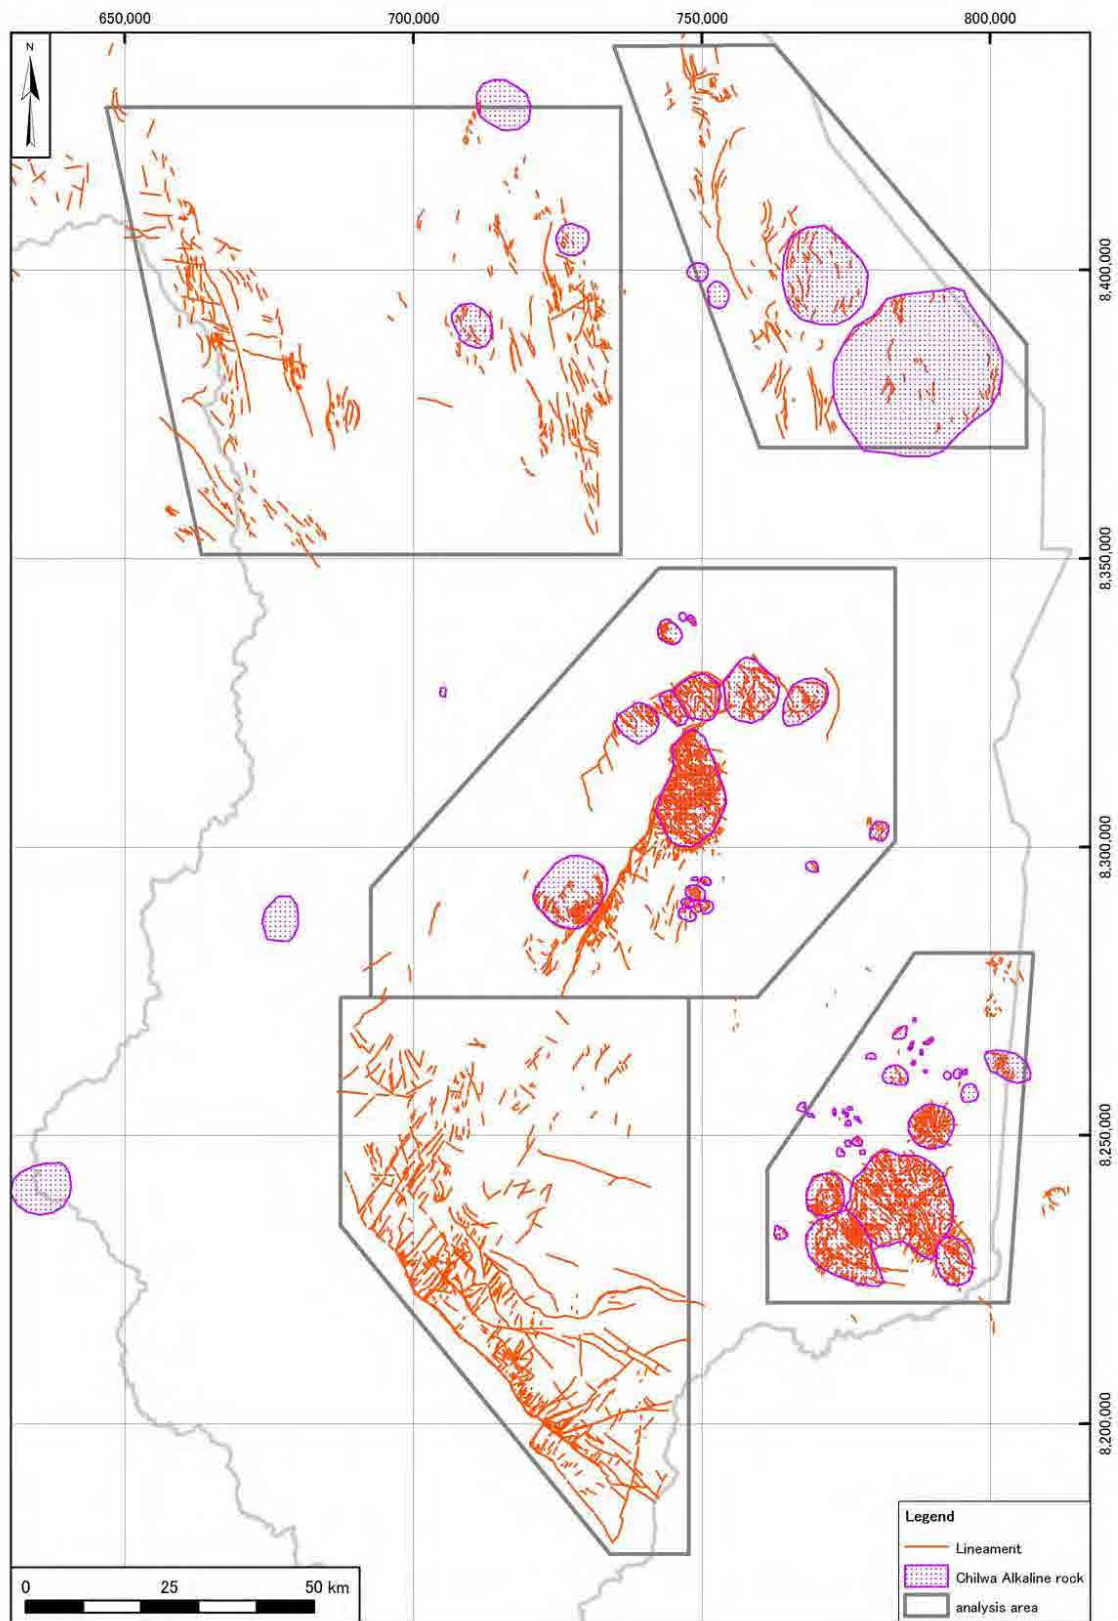 650,000
700,000
750,000
800,000
N
8,400,000
8,350,000
8,300,000
8,250,000
8,200,000
Legend
Lineament
Chilwa Alkaline rock
analysis area
0 25 50 km